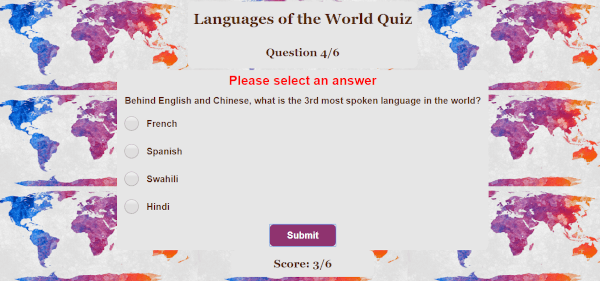 Languages of the World Quiz
Question 4/6
Please select an answer
Behind English and Chinese, what is the 3rd most spoken language in the world?
French
Spanish
Swahili
Hindi
Submit
Score: 3/6